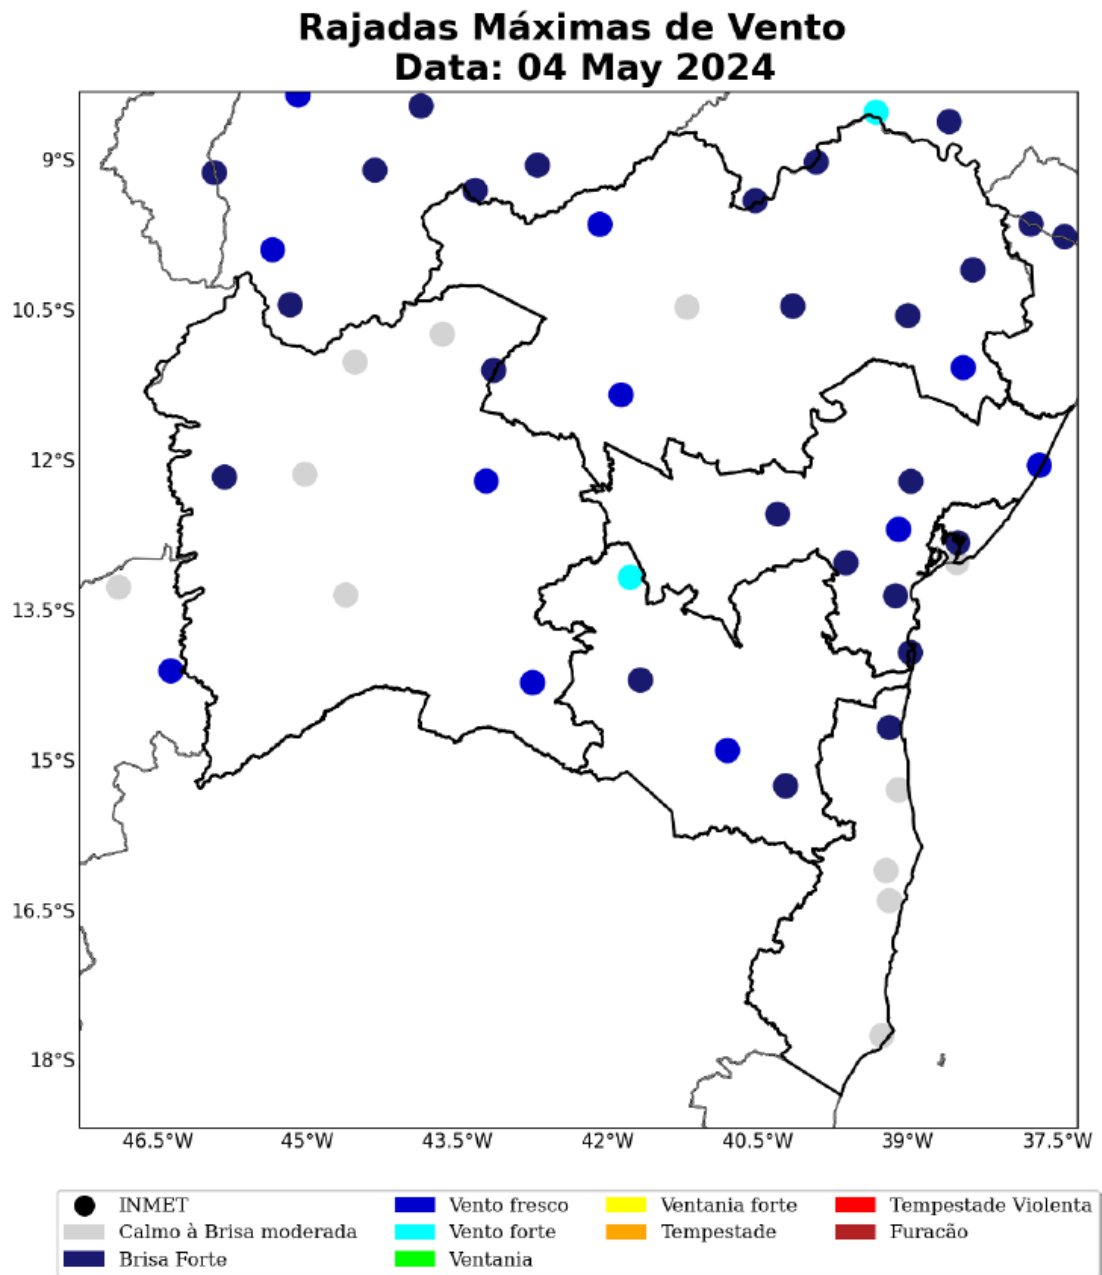 Rajadas Máximas de Vento
Data: 04 May 2024
9°S
10.5°S
12°S
13.5°S
15°S
16.5°S
18°S
46.5°W 45°W 43.5°W 42°W 40.5°W 39°W 37.5°W
INMET
Calmo à Brisa moderada
Brisa Forte
Vento fresco
Vento forte
Ventania
Ventania forte
Tempestade
Tempestade Violenta
Furacão